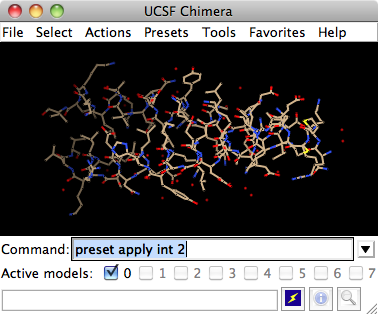 UCSF Chimera
File Select Actions Presets Tools Favorites Help
Command: preset apply int 2
Active models: 0 1 2 3 4 5 6 7